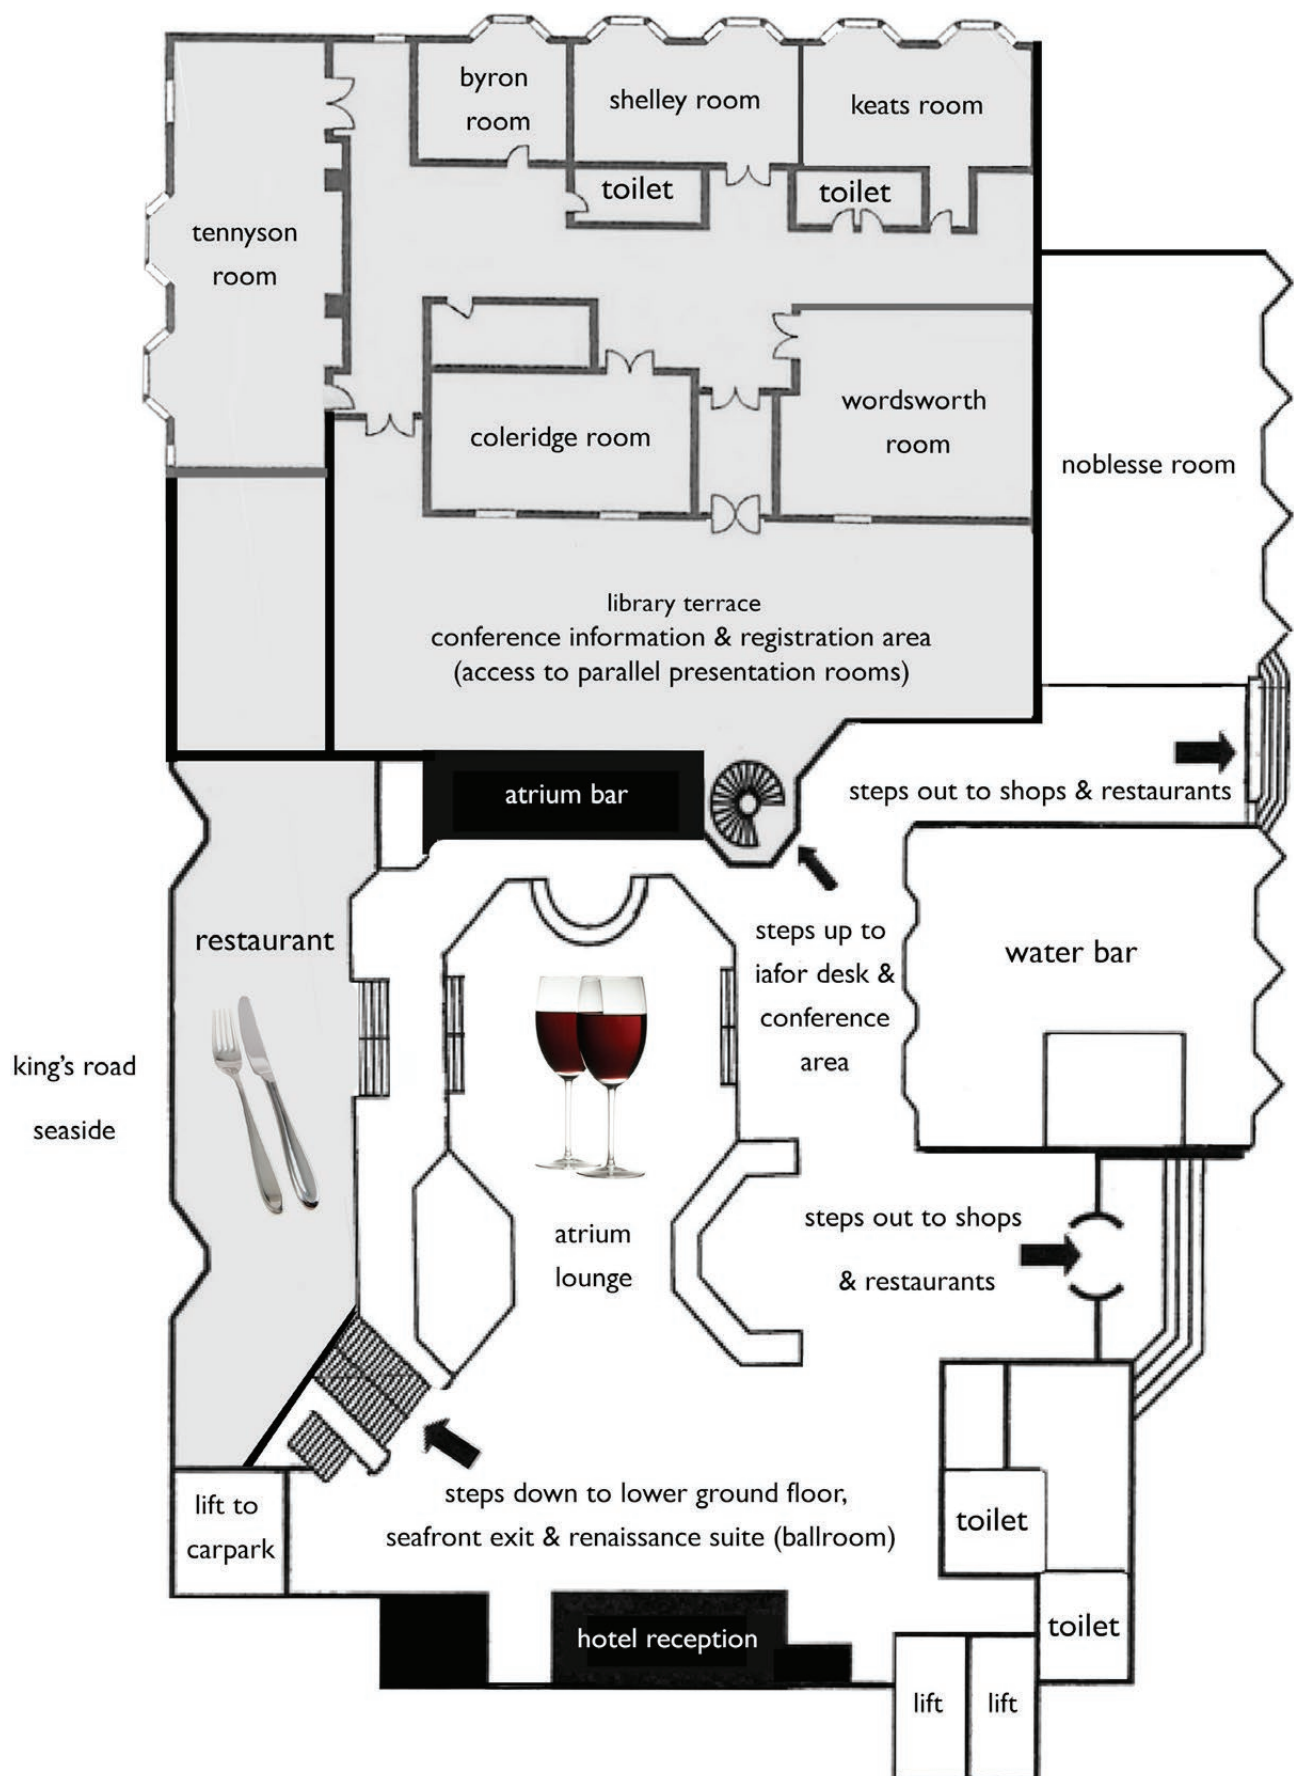 byron
room
shelley room
keats room
toilet
toilet
tennyson
room
wordsworth
room
coleridge room
noblesse room
library terrace
conference information & registration area
(access to parallel presentation rooms)
atrium bar
steps out to shops & restaurants
restaurant
steps up to
iafor desk &
conference
area
water bar
king's road
seaside
atrium
lounge
steps out to shops
& restaurants
lift to
carpark
steps down to lower ground floor,
seafront exit & renaissance suite (ballroom)
toilet
toilet
hotel reception
lift
lift